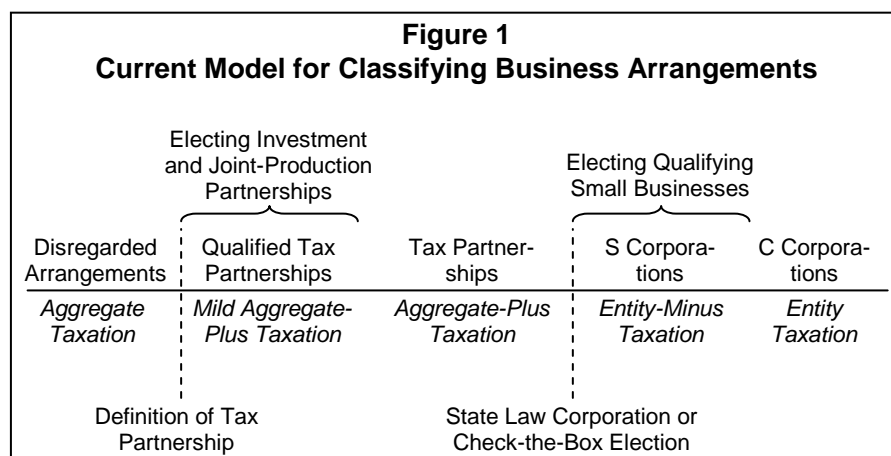 Figure 1
Current Model for Classifying Business Arrangements
Electing Investment
and Joint-Production
Partnerships
Electing Qualifying
Small Businesses
Disregarded
Arrangements
Qualified Tax
Partnerships
Tax Partner-
ships
S Corpora-
tions
C Corpora-
tions
Aggregate
Taxation
Mild Aggregate-
Plus Taxation
Aggregate-Plus
Taxation
Entity-Minus
Taxation
Entity
Taxation
Definition of Tax
Partnership
State Law Corporation or
Check-the-Box Election